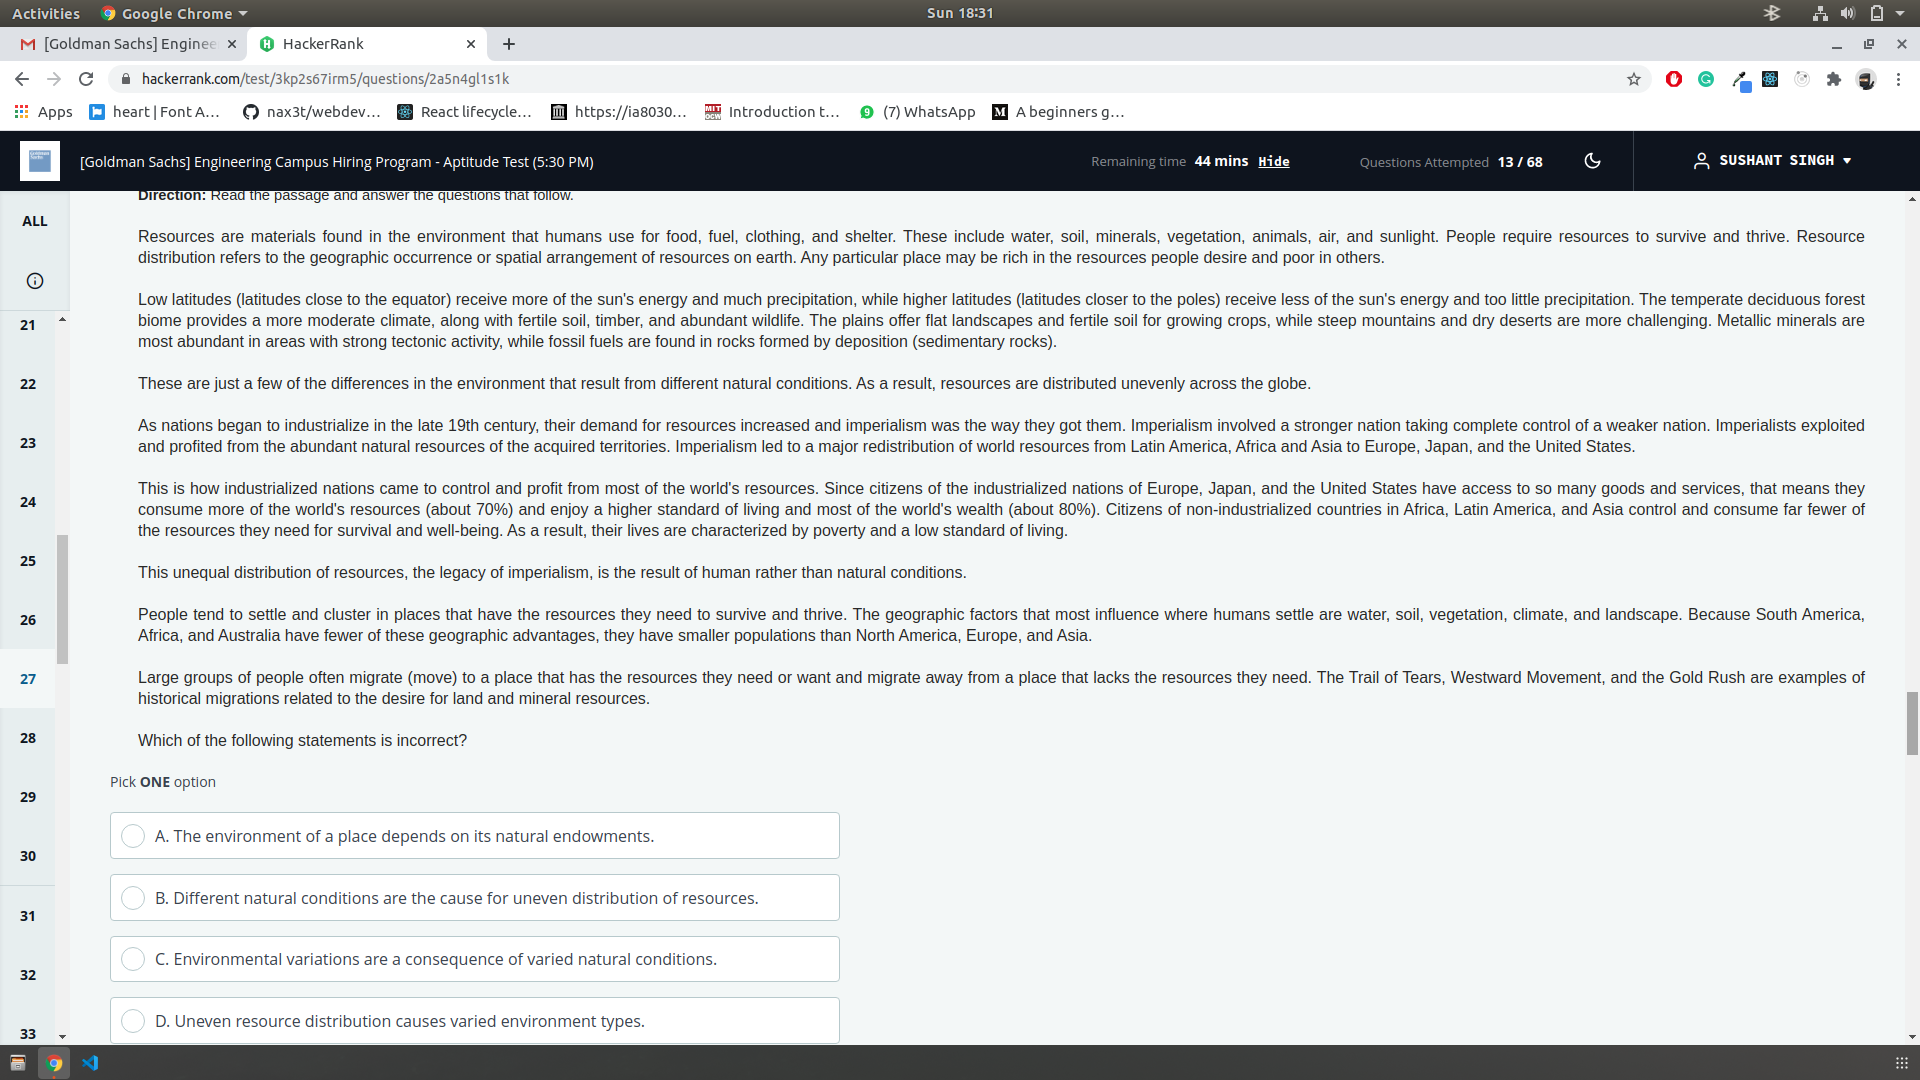 Activities Google Chrome Sun 18:31
[Goldman Sachs] Enginee HackerRank
hackerrank.com/test/3kp2s67irm5/questions/2a5n4gl1s1k
Apps heart | Font A... nax3t/webdev... React lifecycle... https://ia8030... Introduction t... (7) WhatsApp A beginners g...
[Goldman Sachs] Engineering Campus Hiring Program - Aptitude Test (5:30 PM) Remaining time 44 mins Hide Questions Attempted 13 / 68 SUSHANT SINGH
Direction: Read the passage and answer the questions that follow.
ALL
Resources are materials found in the environment that humans use for food, fuel, clothing, and shelter. These include water, soil, minerals, vegetation, animals, air, and sunlight. People require resources to survive and thrive. Resource
distribution refers to the geographic occurrence or spatial arrangement of resources on earth. Any particular place may be rich in the resources people desire and poor in others.
Low latitudes (latitudes close to the equator) receive more of the sun's energy and much precipitation, while higher latitudes (latitudes closer to the poles) receive less of the sun's energy and too little precipitation. The temperate deciduous forest
biome provides a more moderate climate, along with fertile soil, timber, and abundant wildlife. The plains offer flat landscapes and fertile soil for growing crops, while steep mountains and dry deserts are more challenging. Metallic minerals are
most abundant in areas with strong tectonic activity, while fossil fuels are found in rocks formed by deposition (sedimentary rocks).
These are just a few of the differences in the environment that result from different natural conditions. As a result, resources are distributed unevenly across the globe.
As nations began to industrialize in the late 19th century, their demand for resources increased and imperialism was the way they got them. Imperialism involved a stronger nation taking complete control of a weaker nation. Imperialists exploited
and profited from the abundant natural resources of the acquired territories. Imperialism led to a major redistribution of world resources from Latin America, Africa and Asia to Europe, Japan, and the United States.
This is how industrialized nations came to control and profit from most of the world's resources. Since citizens of the industrialized nations of Europe, Japan, and the United States have access to so many goods and services, that means they
consume more of the world's resources (about 70%) and enjoy a higher standard of living and most of the world's wealth (about 80%). Citizens of non-industrialized countries in Africa, Latin America, and Asia control and consume far fewer of
the resources they need for survival and well-being. As a result, their lives are characterized by poverty and a low standard of living.
This unequal distribution of resources, the legacy of imperialism, is the result of human rather than natural conditions.
People tend to settle and cluster in places that have the resources they need to survive and thrive. The geographic factors that most influence where humans settle are water, soil, vegetation, climate, and landscape. Because South America,
Africa, and Australia have fewer of these geographic advantages, they have smaller populations than North America, Europe, and Asia.
Large groups of people often migrate (move) to a place that has the resources they need or want and migrate away from a place that lacks the resources they need. The Trail of Tears, Westward Movement, and the Gold Rush are examples of
historical migrations related to the desire for land and mineral resources.
Which of the following statements is incorrect?
Pick ONE option
A. The environment of a place depends on its natural endowments.
B. Different natural conditions are the cause for uneven distribution of resources.
C. Environmental variations are a consequence of varied natural conditions.
D. Uneven resource distribution causes varied environment types.
21
22
23
24
25
26
27
28
29
30
31
32
33